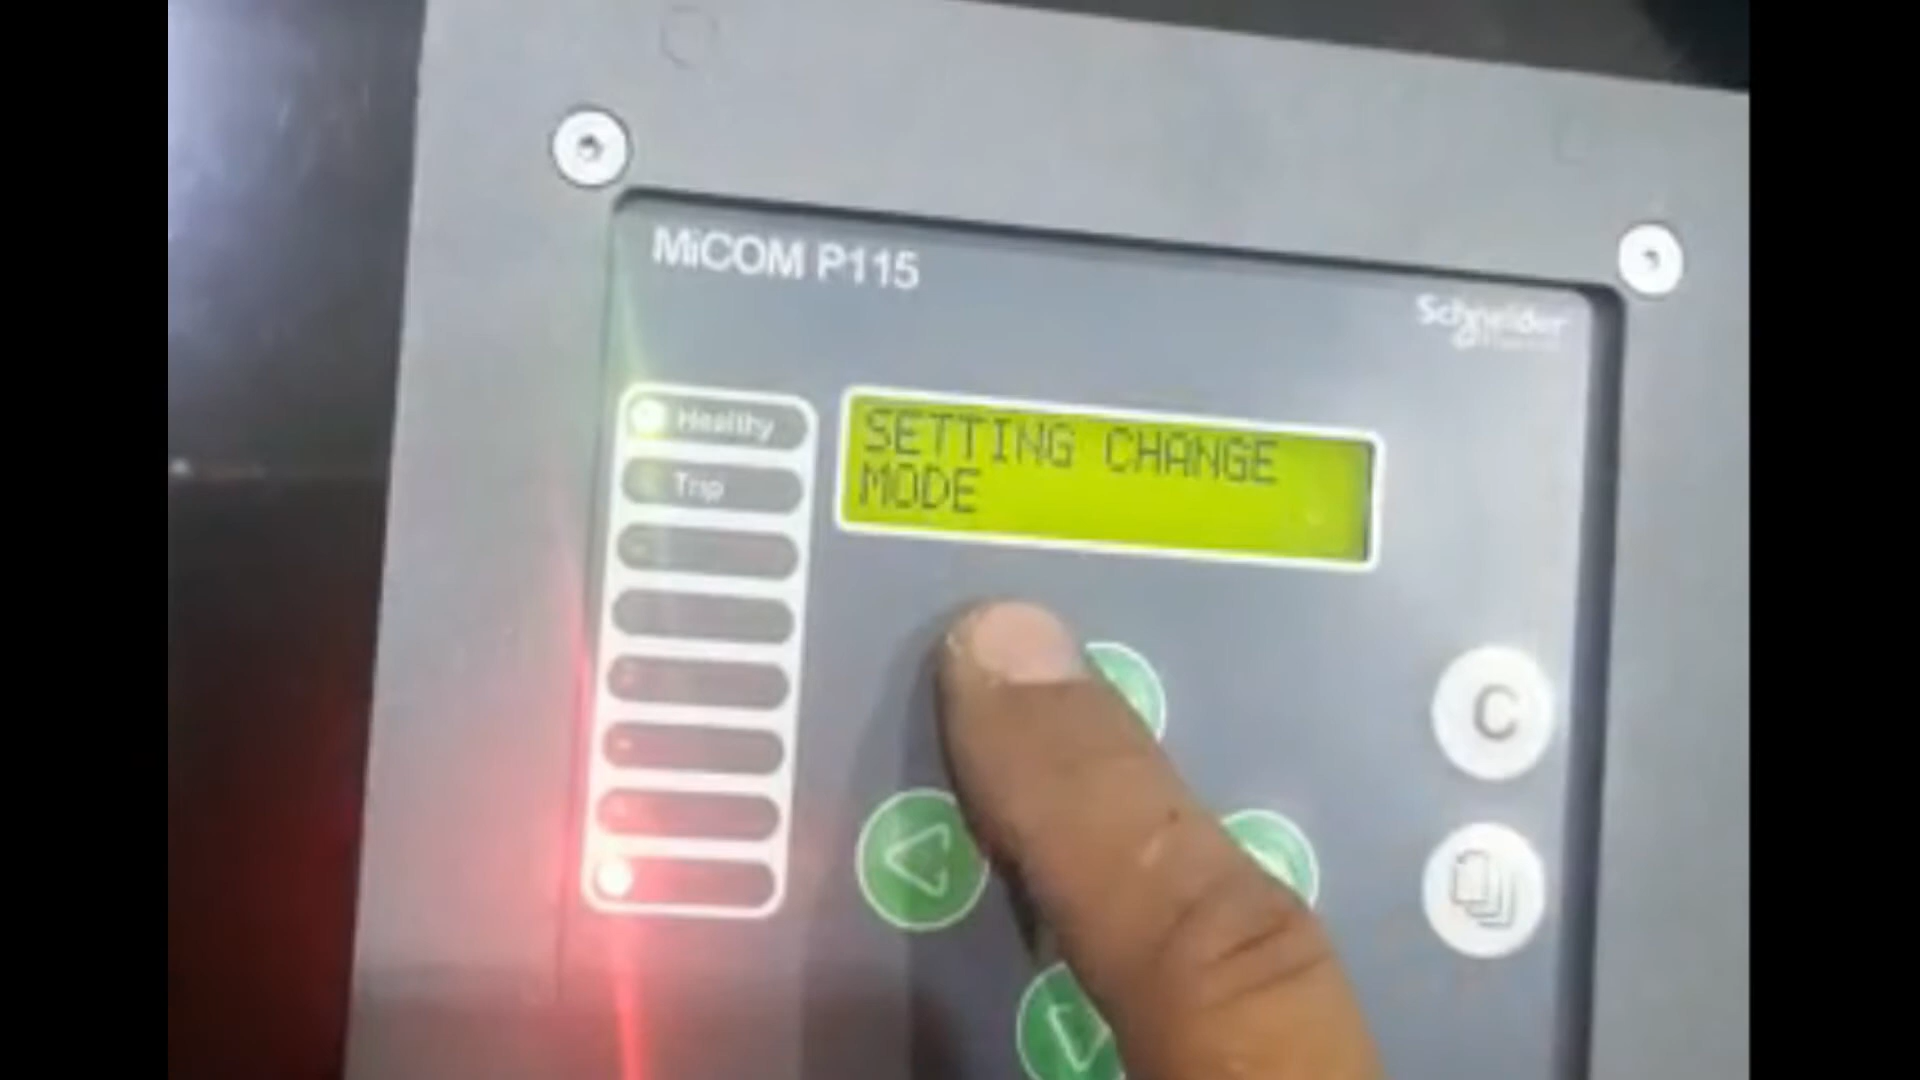 MiCOM P115
Schneider
Healthy
Trip
SETTING CHANGE
MODE
C